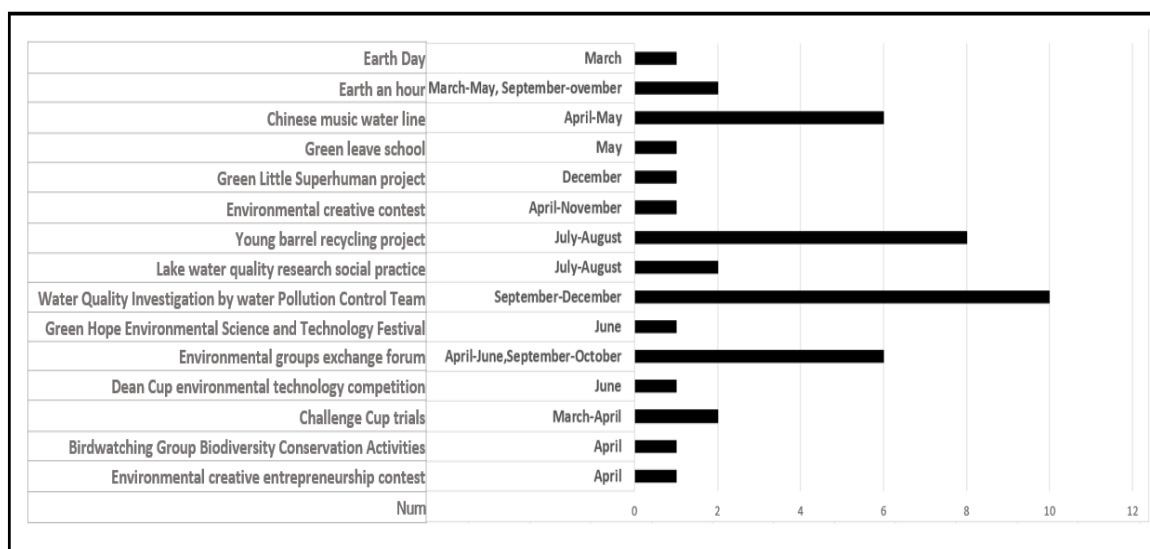 Earth Day March
Earth an hour March-May, September-ovember
Chinese music water line April-May
Green leave school May
Green Little Superhuman project December
Environmental creative contest April-November
Young barrel recycling project July-August
Lake water quality research social practice July-August
Water Quality Investigation by water Pollution Control Team September-December
Green Hope Environmental Science and Technology Festival June
Environmental groups exchange forum April-June,September-October
Dean Cup environmental technology competition June
Challenge Cup trials March-April
Birdwatching Group Biodiversity Conservation Activities April
Environmental creative entrepreneurship contest April
Num 0 2 4 6 8 10 12